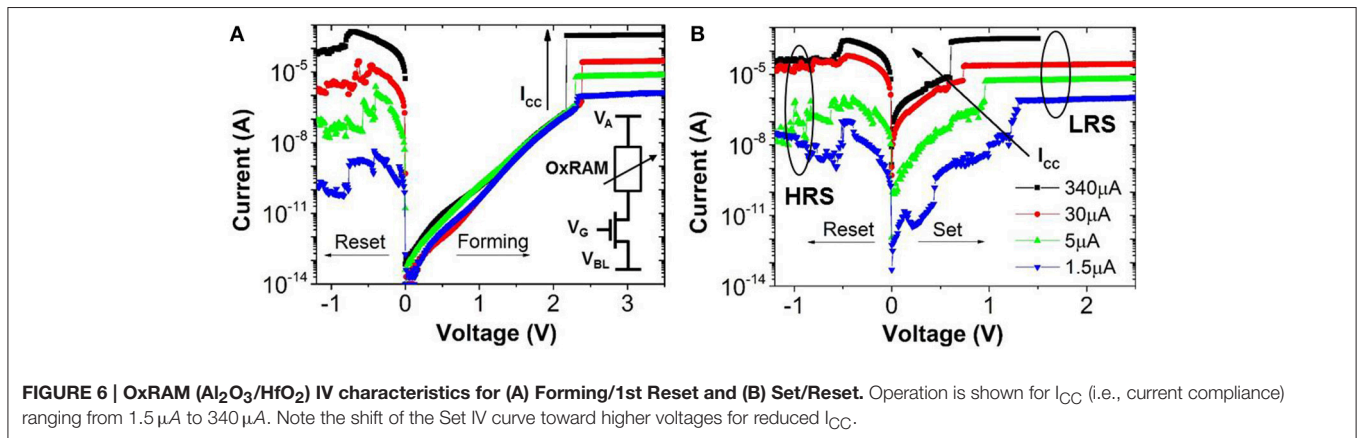 A
Current (A)
10⁻⁵
10⁻⁸
10⁻¹¹
10⁻¹⁴
I_CC
V_A
OxRAM
V_G
V_BL
Reset
Forming
-1 0 1 2 3
Voltage (V)
B
Current (A)
10⁻⁵
10⁻⁸
10⁻¹¹
10⁻¹⁴
LRS
I_CC
HRS
340µA
30µA
5µA
1.5µA
Reset
Set
-1 0 1 2
Voltage (V)
FIGURE 6 | OxRAM (Al₂O₃/HfO₂) IV characteristics for (A) Forming/1st Reset and (B) Set/Reset. Operation is shown for I_CC (i.e., current compliance)
ranging from 1.5 µA to 340 µA. Note the shift of the Set IV curve toward higher voltages for reduced I_CC.